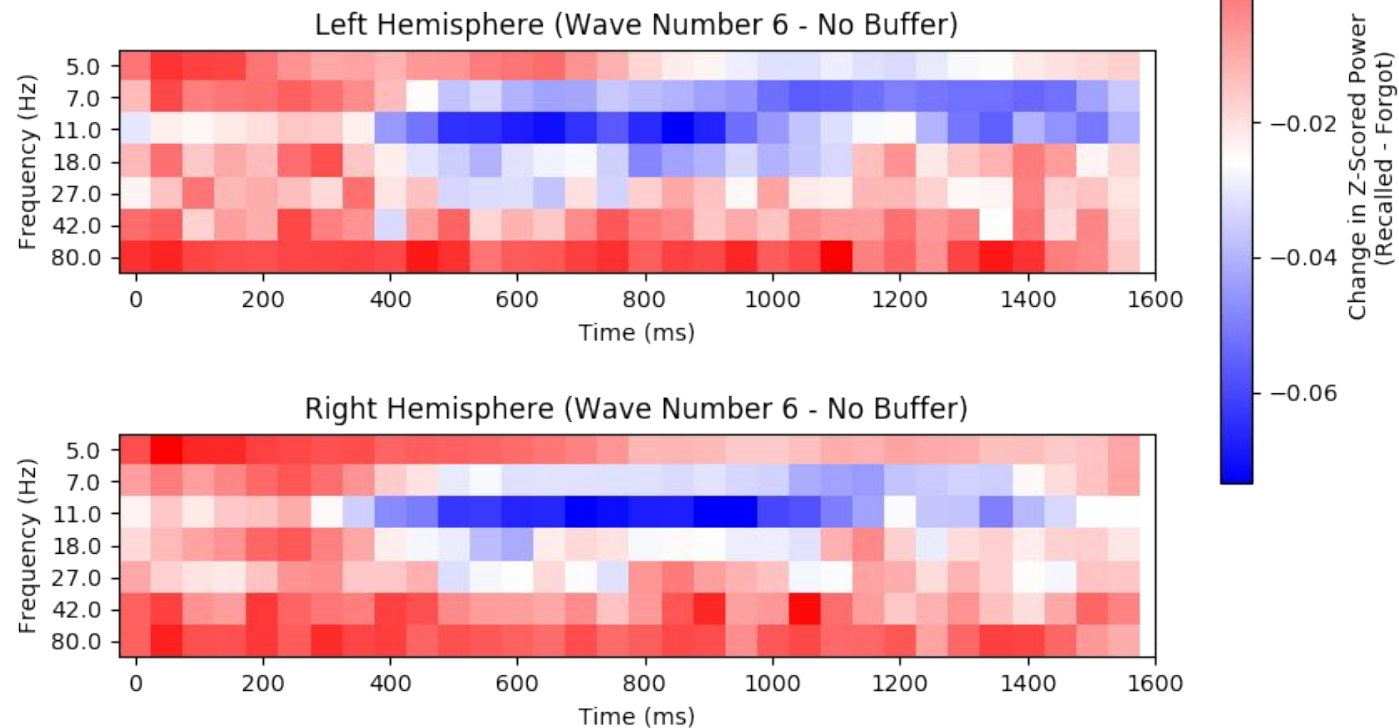 Left Hemisphere (Wave Number 6 - No Buffer)
Frequency (Hz)
5.0
7.0
11.0
18.0
27.0
42.0
80.0
0 200 400 600 800 1000 1200 1400 1600
Time (ms)
Right Hemisphere (Wave Number 6 - No Buffer)
Frequency (Hz)
5.0
7.0
11.0
18.0
27.0
42.0
80.0
0 200 400 600 800 1000 1200 1400 1600
Time (ms)
−0.02
−0.04
−0.06
Change in Z-Scored Power
(Recalled - Forgot)